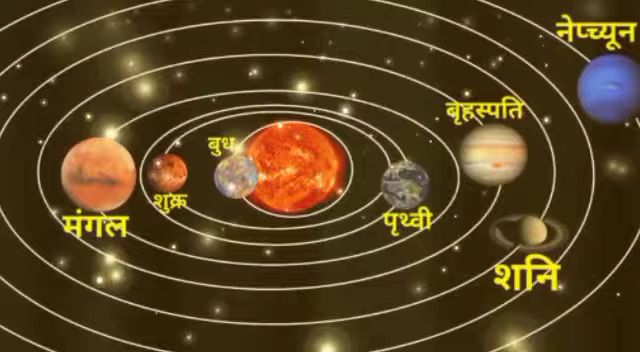 नेप्च्यून
बृहस्पति
बुध
शुक्र
पृथ्वी
मंगल
शनि